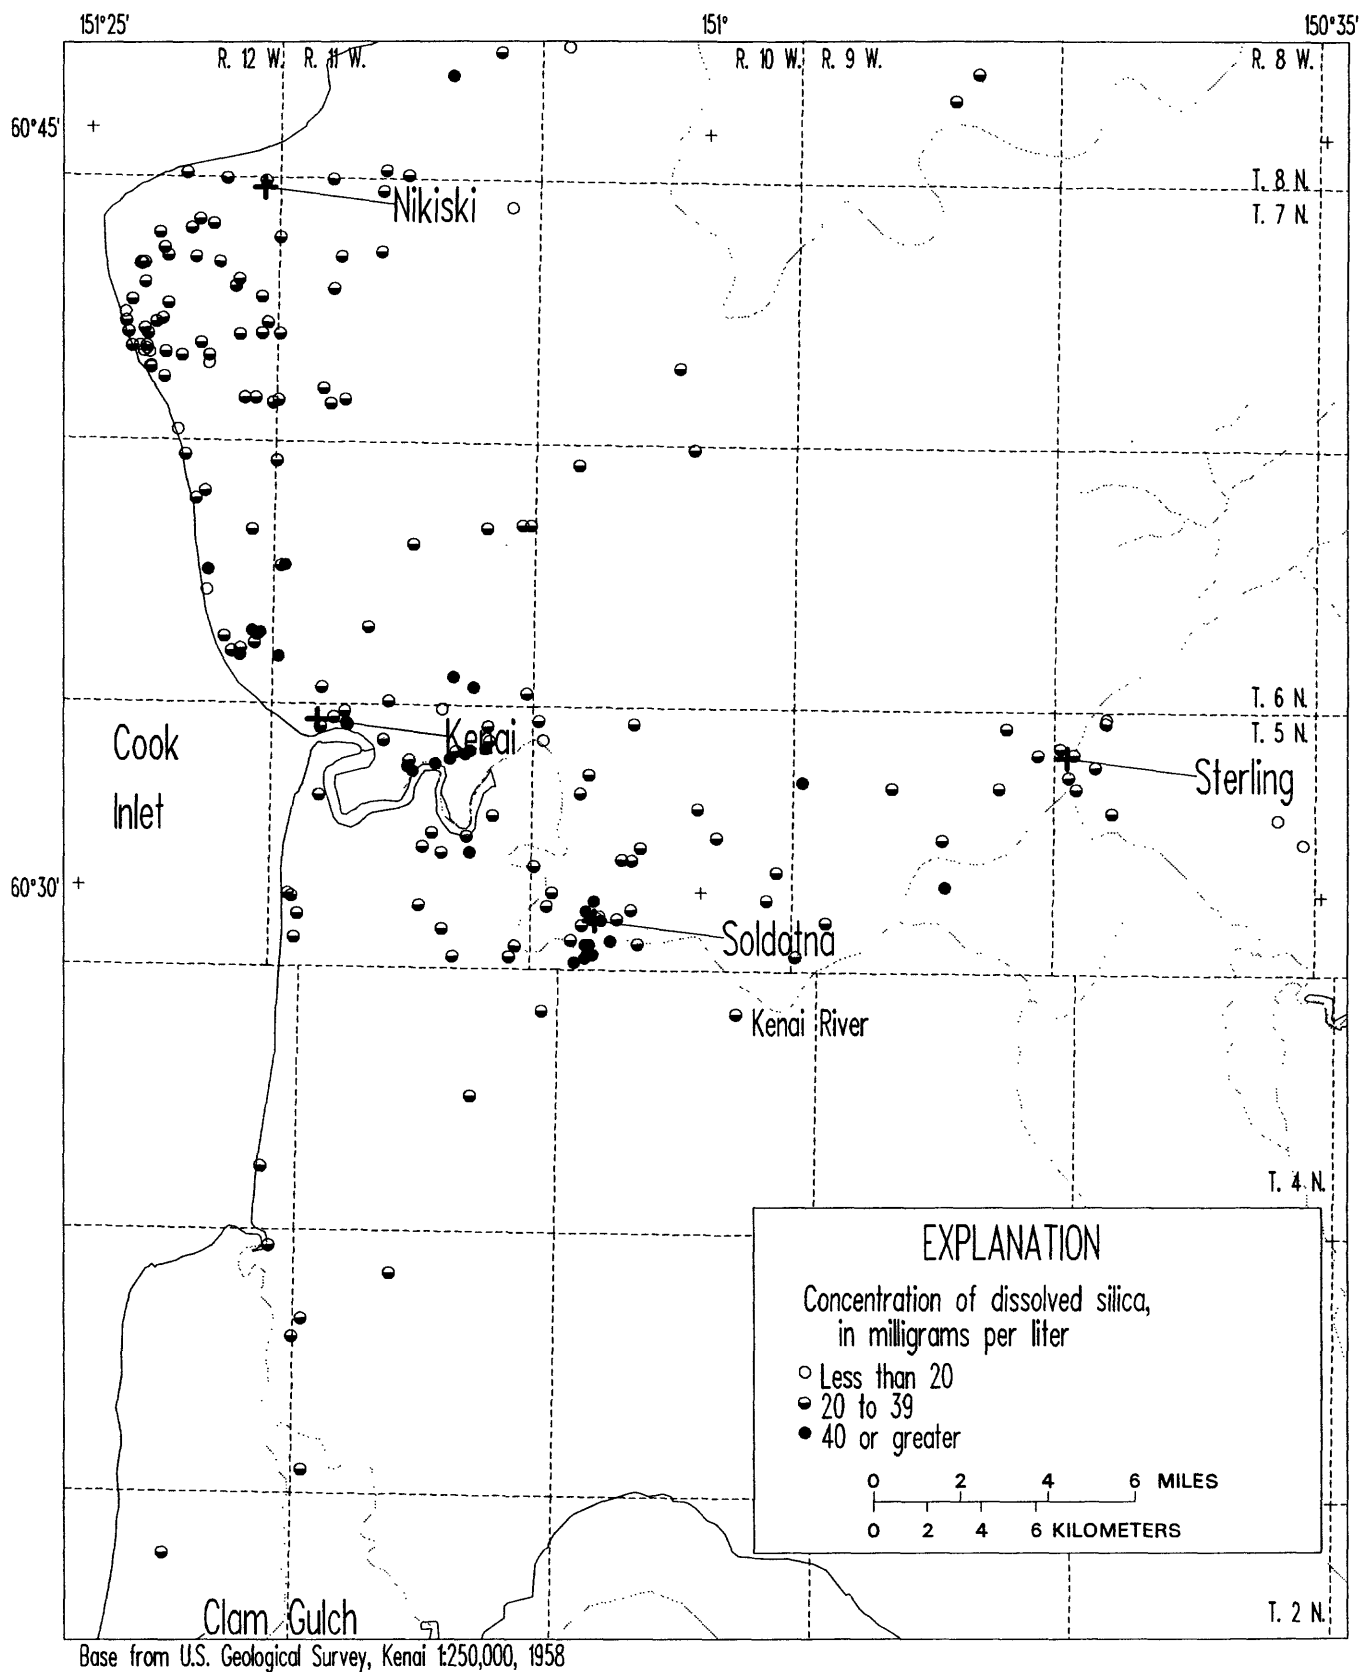 151°25' 151° 150°35'
R. 12 W. R. 11 W. R. 10 W. R. 9 W. R. 8 W.
60°45'
T. 8 N.
Nikiski
T. 7 N.
T. 6 N.
T. 5 N.
Cook
Inlet
Kenai
Sterling
60°30'
Soldotna
Kenai River
T. 4 N.
EXPLANATION
Concentration of dissolved silica,
in milligrams per liter
Less than 20
20 to 39
40 or greater
0 2 4 6 MILES
0 2 4 6 KILOMETERS
Clam Gulch
T. 2 N.
Base from U.S. Geological Survey, Kenai 1:250,000, 1958